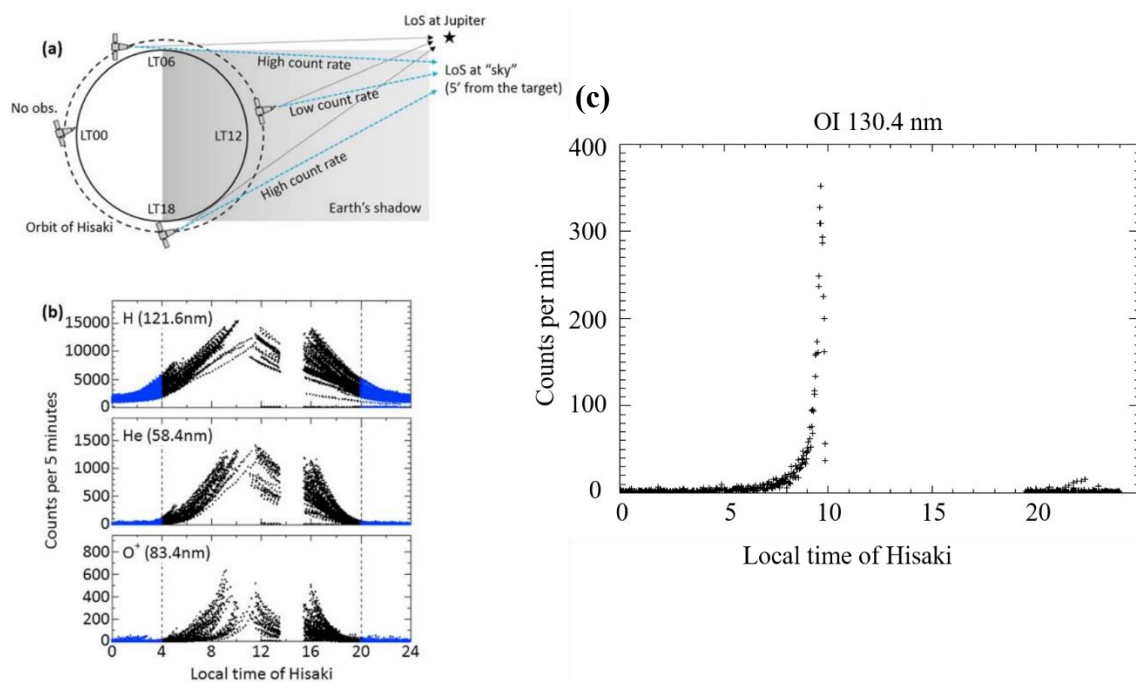 (a)
LoS at Jupiter
LT06
High count rate
LoS at “sky”
(5’ from the target)
No obs.
LT00
LT12
Low count rate
High count rate
LT18
Earth’s shadow
Orbit of Hisaki
(b)
H (121.6nm)
15000
10000
5000
0
He (58.4nm)
1500
1000
500
0
O⁺ (83.4nm)
800
600
400
200
0
Counts per 5 minutes
0 4 8 12 16 20 24
Local time of Hisaki
(c)
OI 130.4 nm
400
300
200
100
0
Counts per min
0 5 10 15 20
Local time of Hisaki